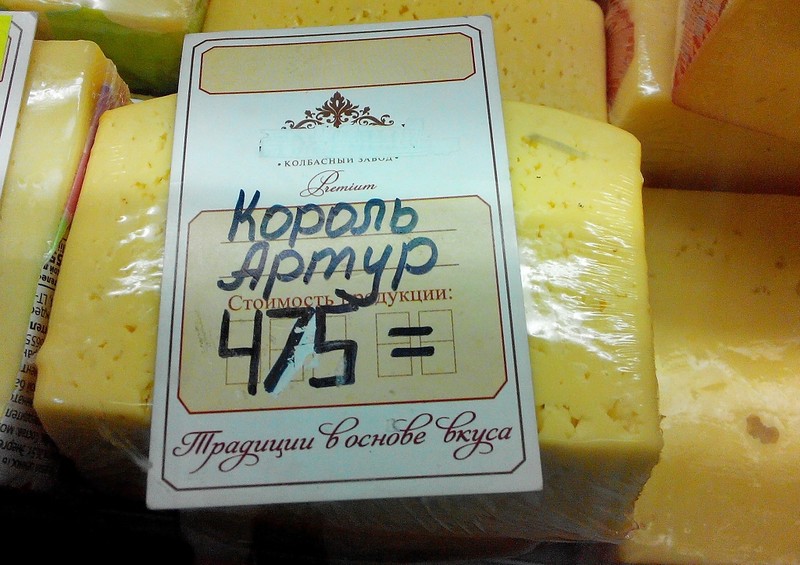 • КОЛБАСНЫЙ ЗАВОД •
Premium
Король
Артур
Стоимость продукции:
475 =
Традиции в основе вкуса